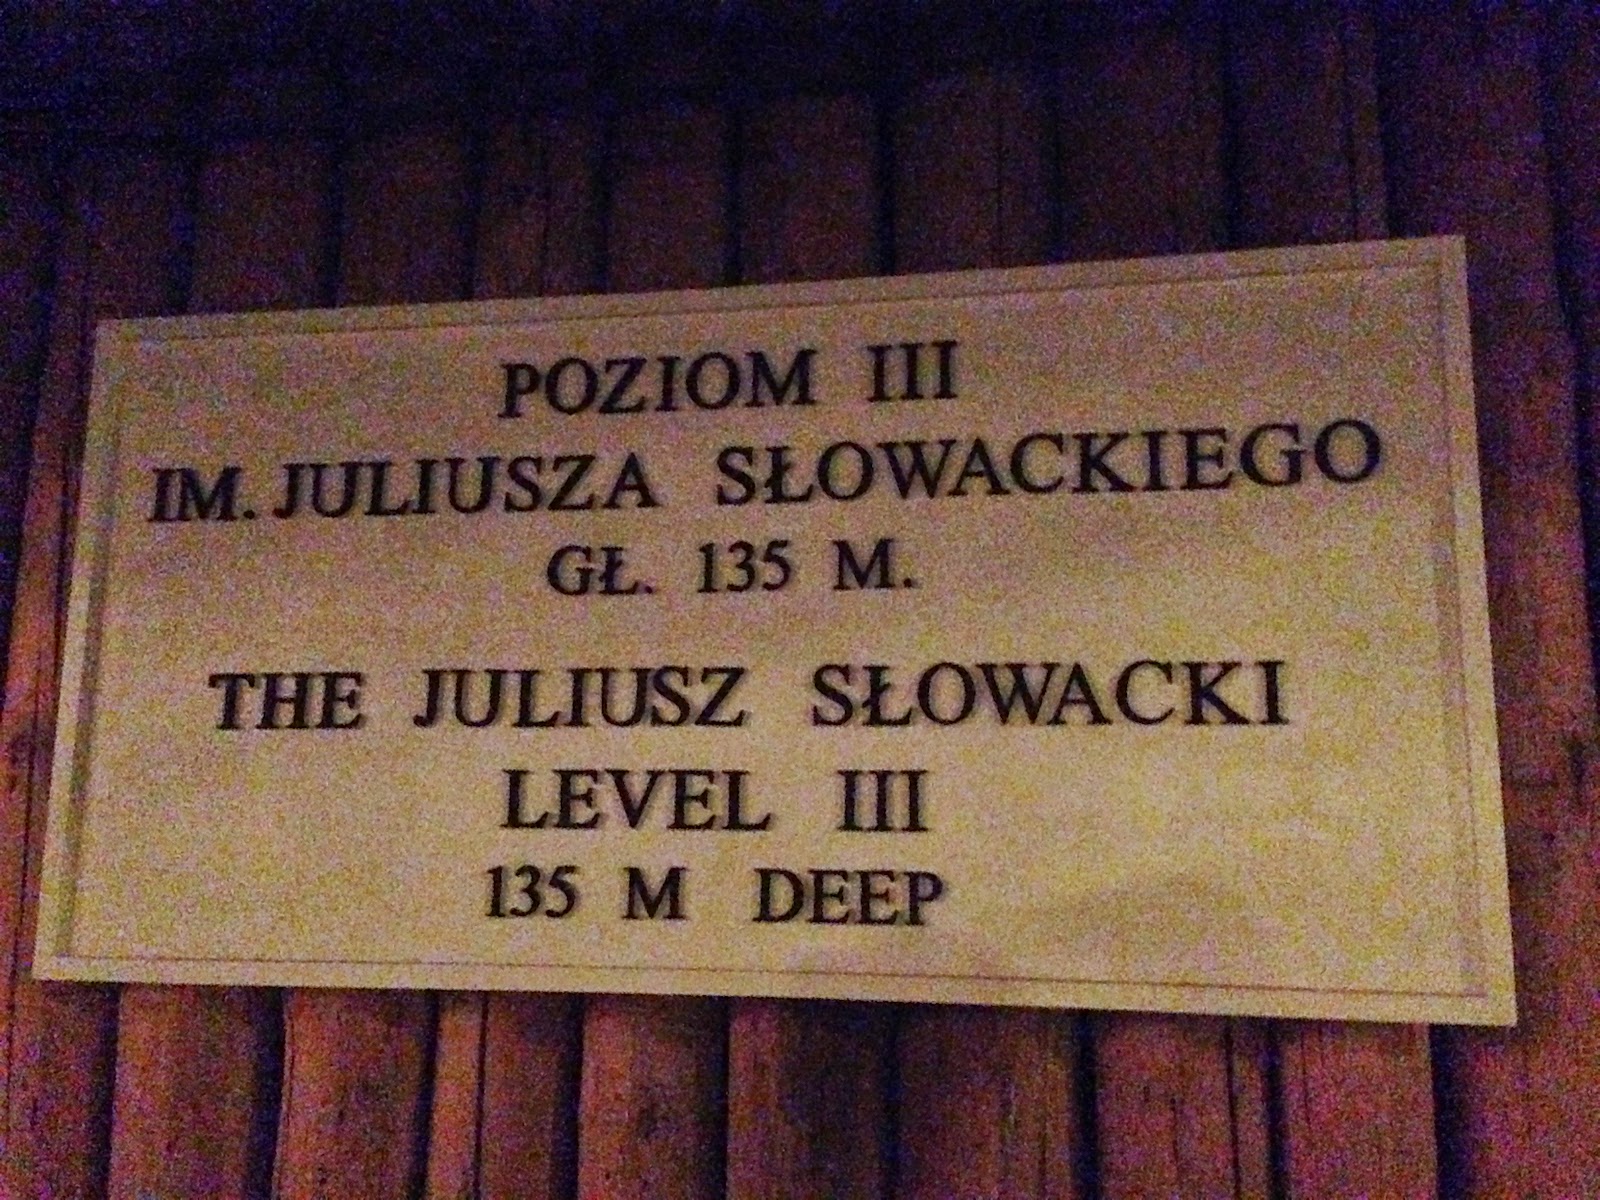 POZIOM III
IM. JULIUSZA SŁOWACKIEGO
GŁ. 135 M.
THE JULIUSZ SŁOWACKI
LEVEL III
135 M DEEP